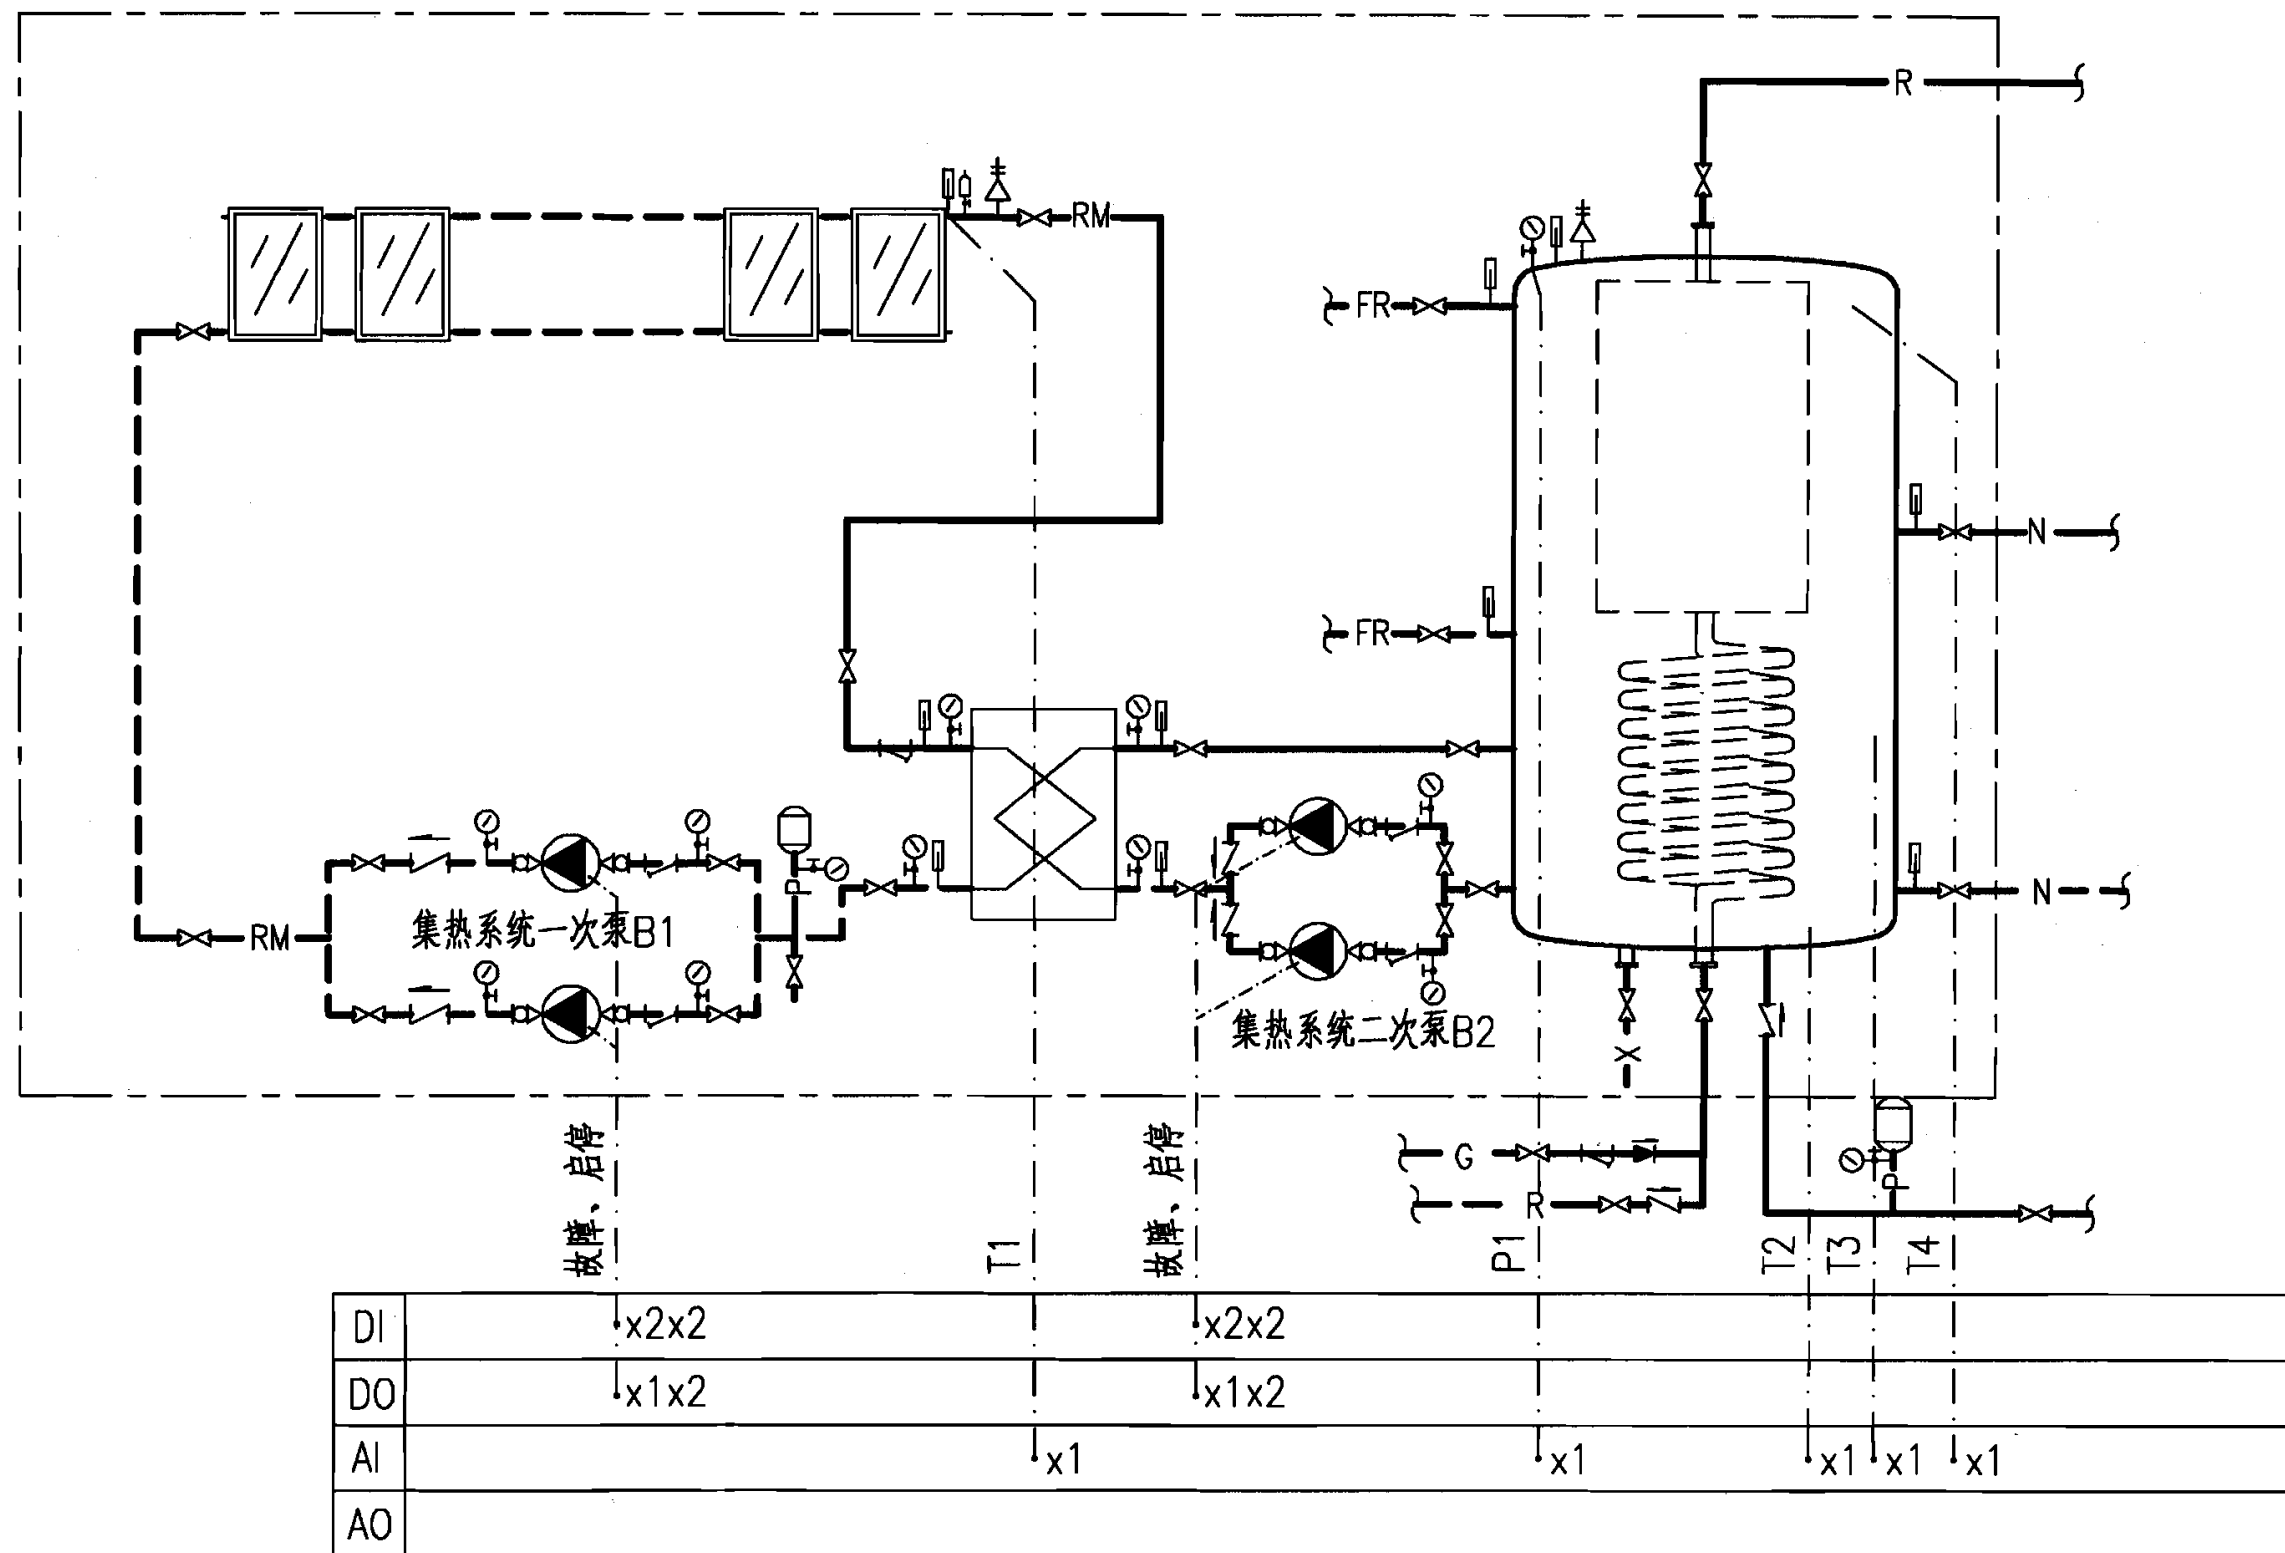 R
RM
FR
N
FR
P
N
集热系统一次泵B1
RM
集热系统二次泵B2
X
G
R
P
故障、启停
T1
故障、启停
P1
T2
T3
T4
DI x2x2 x2x2
DO x1x2 x1x2
AI x1 x1 x1 x1 x1
AO